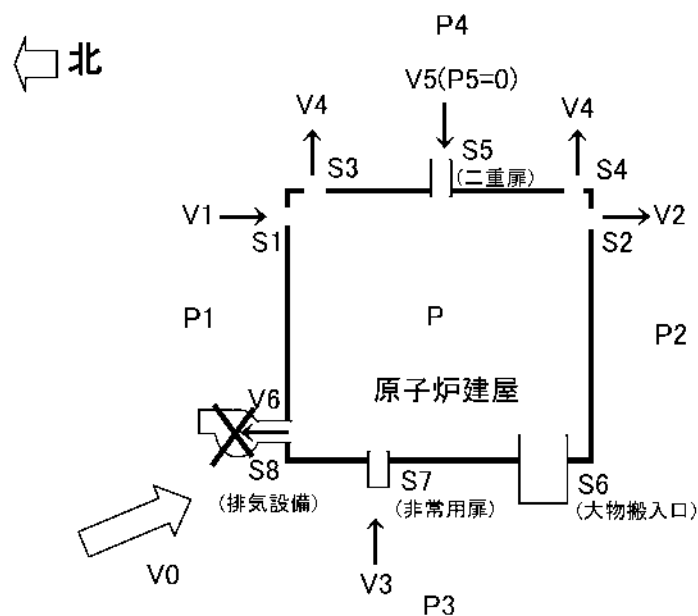 P4
北
V5(P5=0)
V4
V4
S3
S5
(二重扉)
S4
V1
V2
S1
S2
P1
P
P2
原子炉建屋
V6
S8
(排気設備)
S7
(非常用扉)
S6
(大物搬入口)
V0
V3
P3